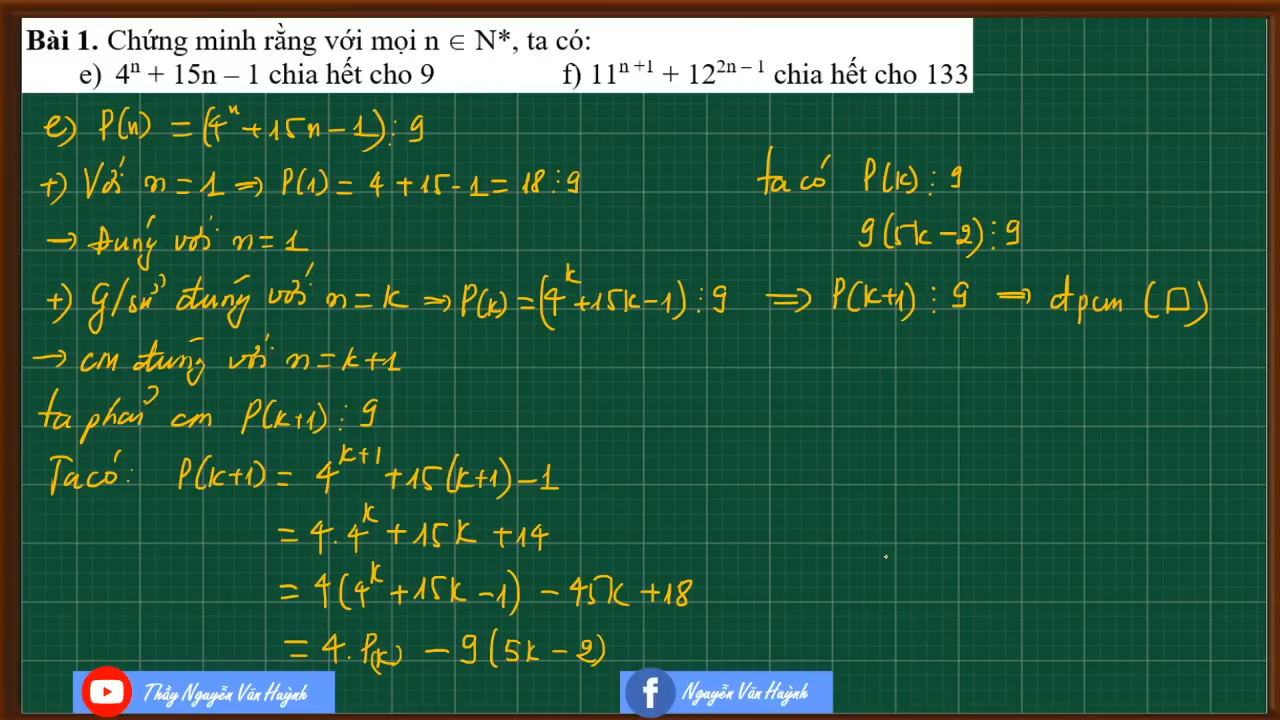 Bài 1. Chứng minh rằng với mọi n ∈ N*, ta có:
e) 4ⁿ + 15n – 1 chia hết cho 9
f) 11ⁿ⁺¹ + 12²ⁿ⁻¹ chia hết cho 133
e) P(n) = (4ⁿ + 15n - 1) ⋮ 9
+) Với n = 1 ⇒ P(1) = 4 + 15 - 1 = 18 ⋮ 9
→ Đúng với n = 1
+) G/sử đúng với n = k ⇒ P(k) = (4ᵏ + 15k - 1) ⋮ 9
→ cm đúng với n = k+1
ta phải cm P(k+1) ⋮ 9
Ta có: P(k+1) = 4ᵏ⁺¹ + 15(k+1) - 1
= 4.4ᵏ + 15k + 14
= 4(4ᵏ + 15k - 1) - 45k + 18
= 4.P(k) - 9(5k - 2)
ta có P(k) ⋮ 9
9(5k - 2) ⋮ 9
⇒ P(k+1) ⋮ 9 ⇒ đpcm (□)
Thầy Nguyễn Văn Huỳnh
Nguyễn Văn Huỳnh